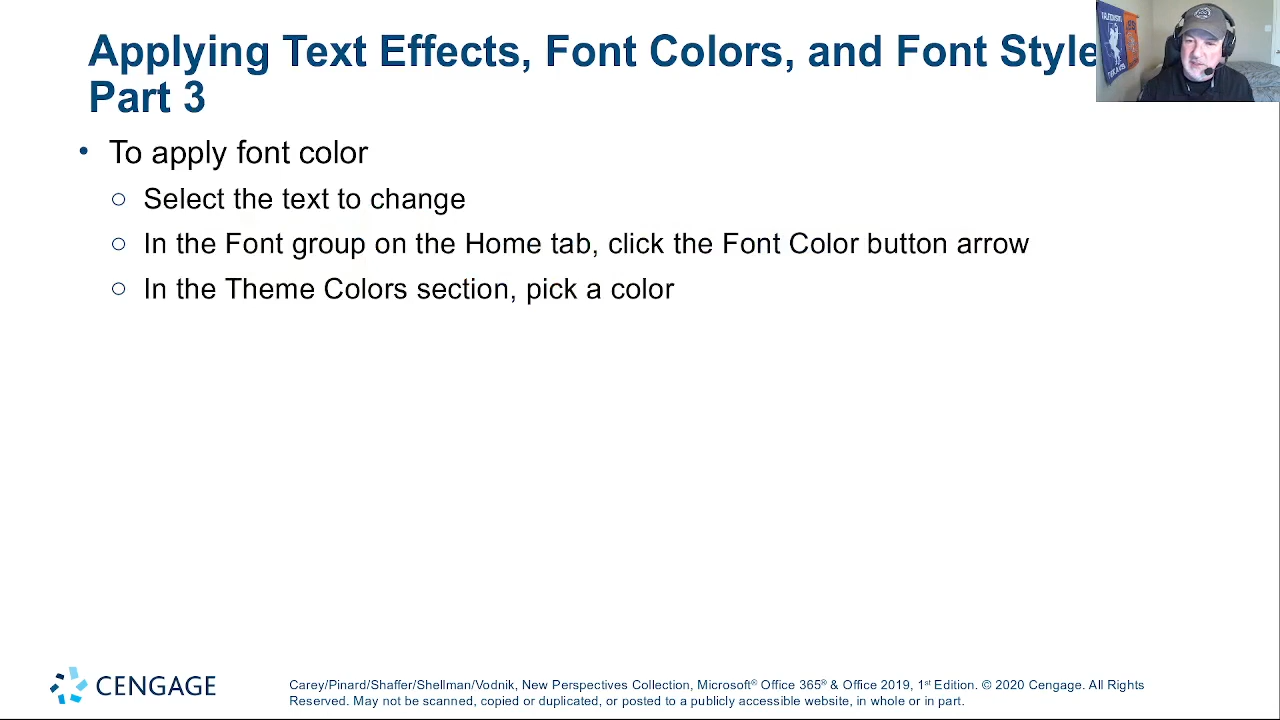 Applying Text Effects, Font Colors, and Font Style
Part 3
• To apply font color
○ Select the text to change
○ In the Font group on the Home tab, click the Font Color button arrow
○ In the Theme Colors section, pick a color
CENGAGE
Carey/Pinard/Shaffer/Shellman/Vodnik, New Perspectives Collection, Microsoft® Office 365® & Office 2019, 1st Edition. © 2020 Cengage. All Rights
Reserved. May not be scanned, copied or duplicated, or posted to a publicly accessible website, in whole or in part.